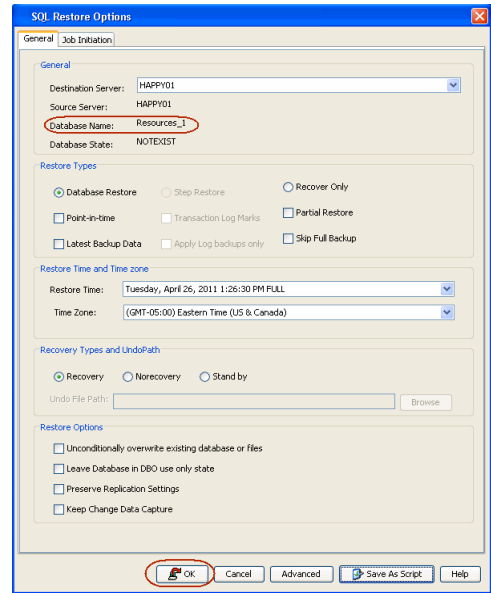 SQL Restore Options
General Job Initiation
General
Destination Server: HAPPY01
Source Server: HAPPY01
Database Name: Resources_1
Database State: NOTEXIST
Restore Types
Database Restore Step Restore Recover Only
Point-in-time Transaction Log Marks Partial Restore
Latest Backup Data Apply Log backups only Skip Full Backup
Restore Time and Time zone
Restore Time: Tuesday, April 26, 2011 1:26:30 PM FULL
Time Zone: (GMT-05:00) Eastern Time (US & Canada)
Recovery Types and UndoPath
Recovery Norecovery Stand by
Undo File Path: Browse
Restore Options
Unconditionally overwrite existing database or files
Leave Database in DBO use only state
Preserve Replication Settings
Keep Change Data Capture
OK Cancel Advanced Save As Script Help